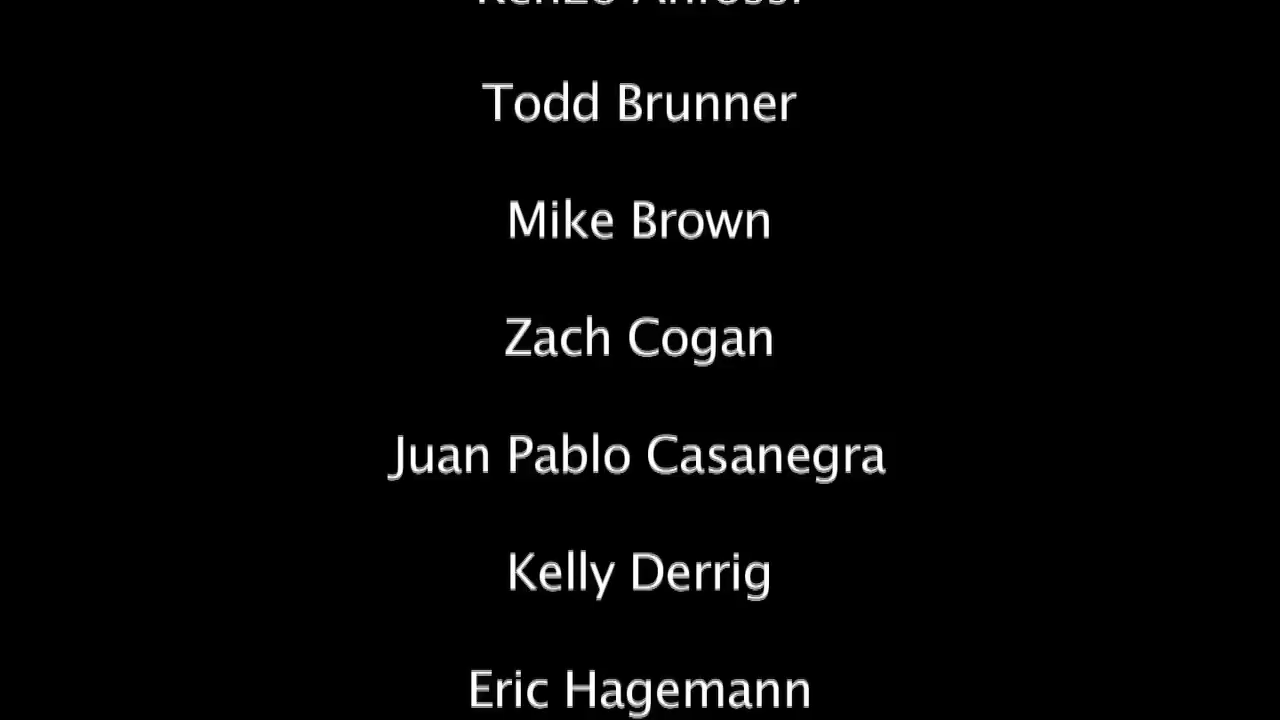 Todd Brunner
Mike Brown
Zach Cogan
Juan Pablo Casanegra
Kelly Derrig
Eric Hagemann